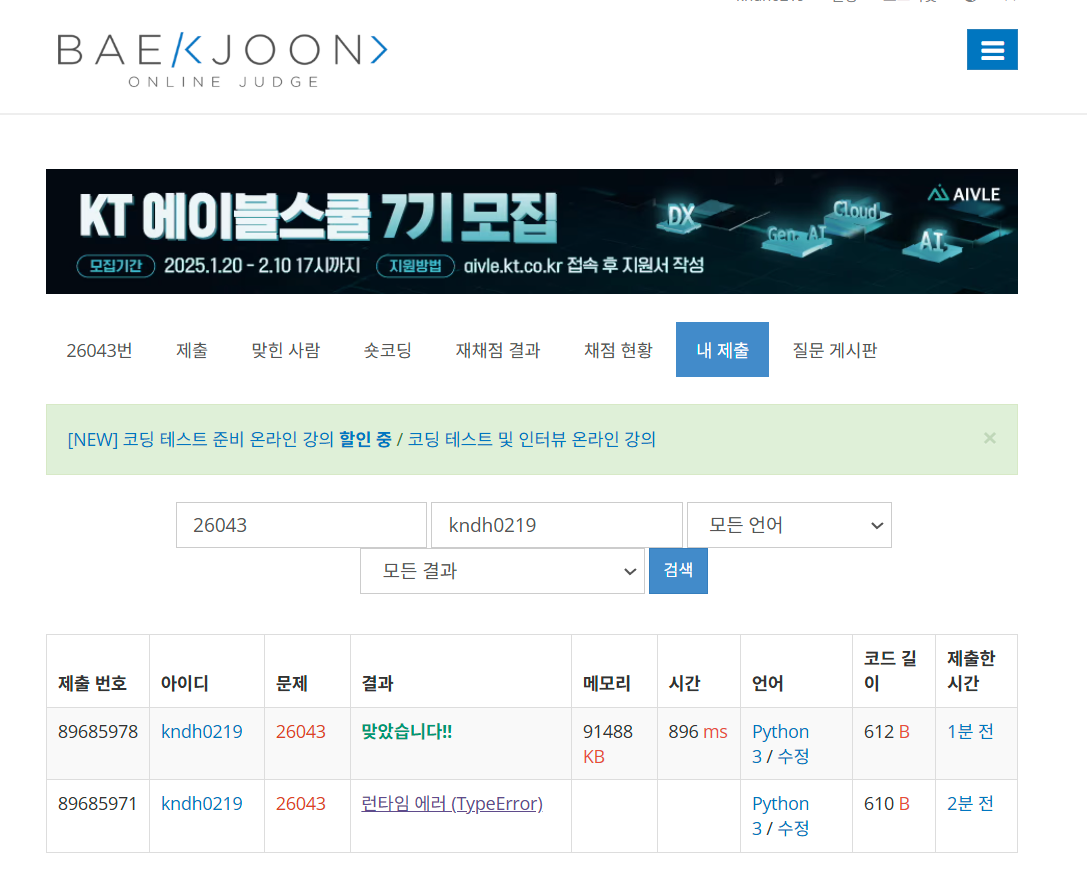 BAEKJOON>
ONLINE JUDGE
KT 에이블스쿨 7기 모집
모집기간 2025.1.20 - 2.10 17시까지 지원방법 aivle.kt.co.kr 접속 후 지원서 작성
DX
Gen-AI
Cloud
AI
AIVLE
26043번 제출 맞힌 사람 숏코딩 재채점 결과 채점 현황 내 제출 질문 게시판
[NEW] 코딩 테스트 준비 온라인 강의 할인 중 / 코딩 테스트 및 인터뷰 온라인 강의 ×
26043 kndh0219 모든 언어
모든 결과 검색
제출 번호 아이디 문제 결과 메모리 시간 언어 코드 길이 제출한 시간
89685978 kndh0219 26043 맞았습니다!! 91488 KB 896 ms Python 3 / 수정 612 B 1분 전
89685971 kndh0219 26043 런타임 에러 (TypeError) Python 3 / 수정 610 B 2분 전